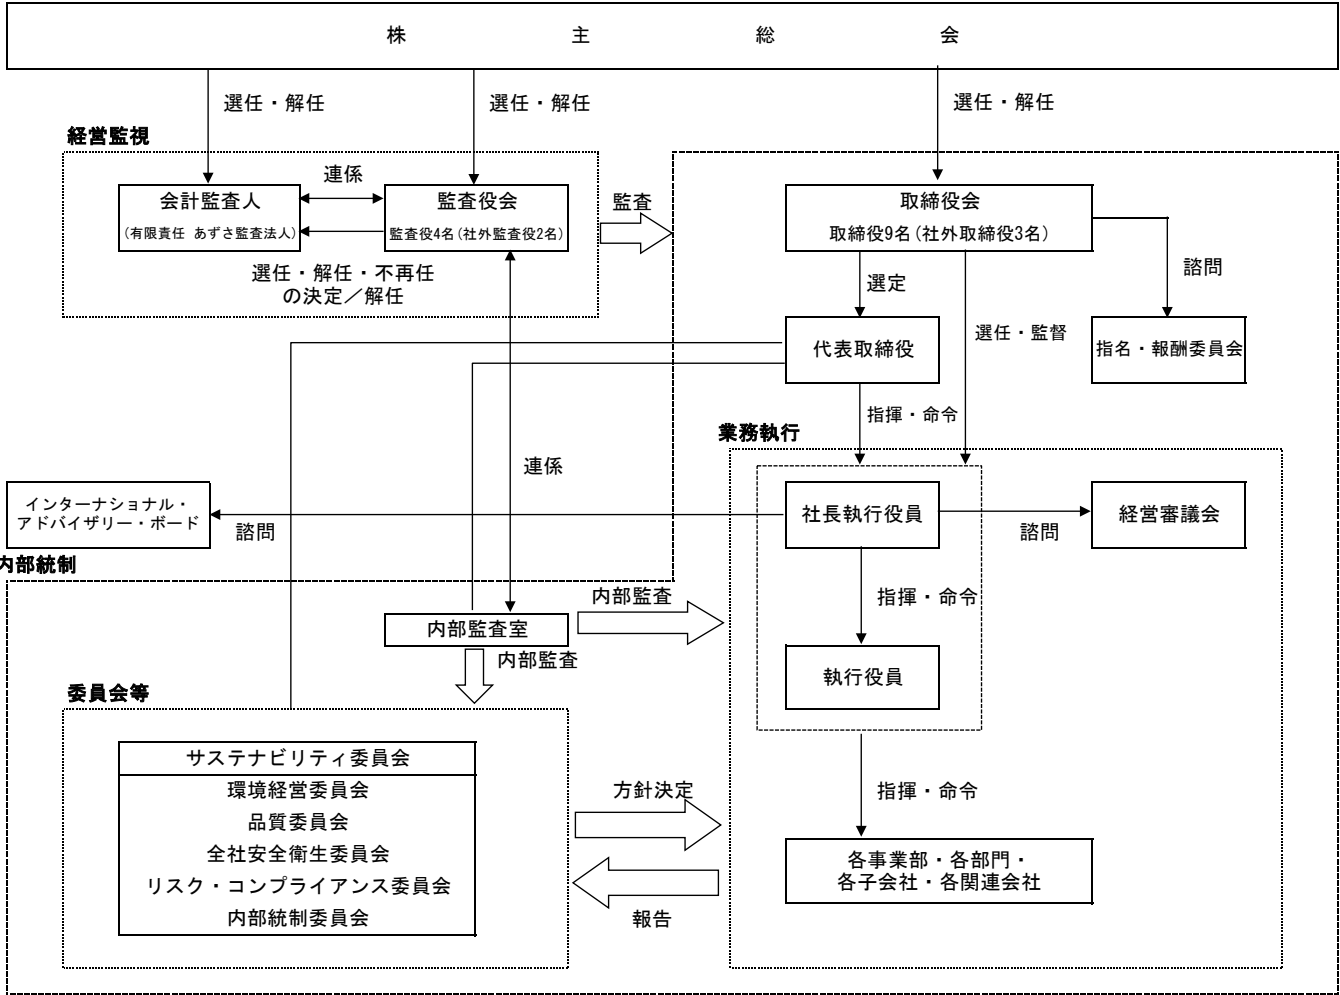 株主総会
選任・解任
選任・解任
選任・解任
経営監視
連係
会計監査人
(有限責任 あずさ監査法人)
監査役会
監査役4名(社外監査役2名)
監査
取締役会
取締役9名(社外取締役3名)
選任・解任・不再任
の決定／解任
選定
諮問
選任・監督
代表取締役
指名・報酬委員会
指揮・命令
業務執行
連係
インターナショナル・
アドバイザリー・ボード
諮問
社長執行役員
諮問
経営審議会
内部統制
内部監査
指揮・命令
内部監査室
内部監査
執行役員
委員会等
サステナビリティ委員会
環境経営委員会
品質委員会
全社安全衛生委員会
リスク・コンプライアンス委員会
内部統制委員会
方針決定
報告
指揮・命令
各事業部・各部門・
各子会社・各関連会社